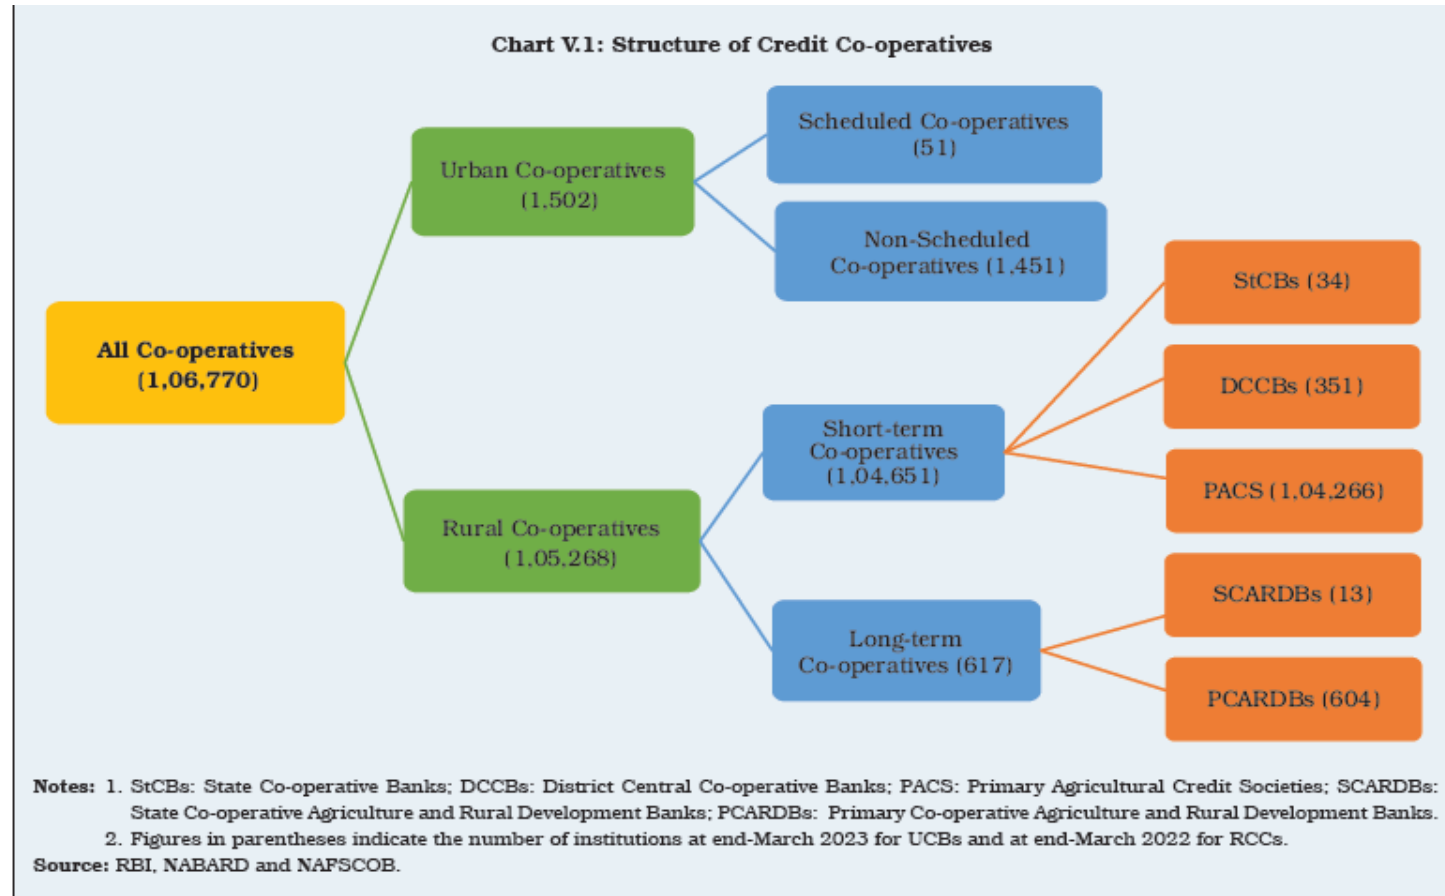 Chart V.1: Structure of Credit Co-operatives
All Co-operatives
(1,06,770)
Urban Co-operatives
(1,502)
Scheduled Co-operatives
(51)
Non-Scheduled
Co-operatives (1,451)
Rural Co-operatives
(1,05,268)
Short-term
Co-operatives
(1,04,651)
StCBs (34)
DCCBs (351)
PACS (1,04,266)
Long-term
Co-operatives (617)
SCARDBs (13)
PCARDBs (604)
Notes: 1. StCBs: State Co-operative Banks; DCCBs: District Central Co-operative Banks; PACS: Primary Agricultural Credit Societies; SCARDBs:
State Co-operative Agriculture and Rural Development Banks; PCARDBs: Primary Co-operative Agriculture and Rural Development Banks.
2. Figures in parentheses indicate the number of institutions at end-March 2023 for UCBs and at end-March 2022 for RCCs.
Source: RBI, NABARD and NAFSCOB.